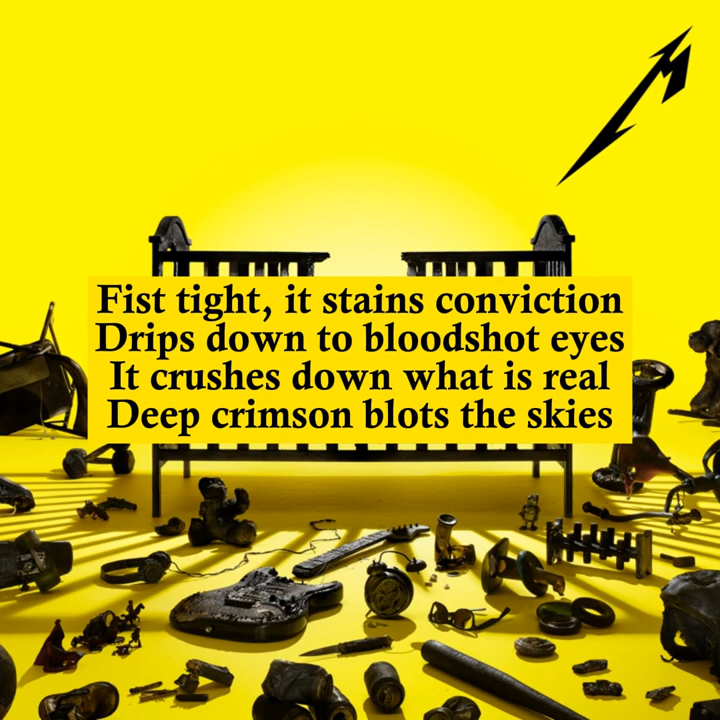 Fist tight, it stains conviction
Drips down to bloodshot eyes
It crushes down what is real
Deep crimson blots the skies